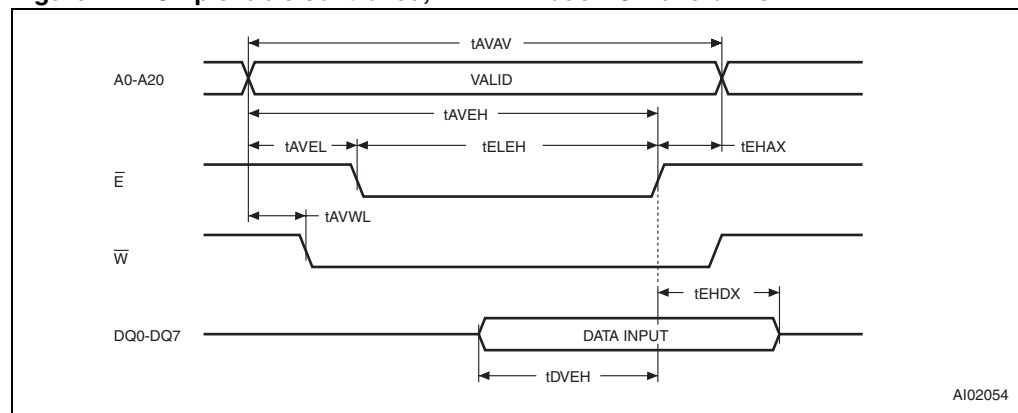 tAVAV
A0-A20
VALID
tAVEH
tAVEL
tELEH
tEHAX
E
tAVWL
W
tEHDX
DQ0-DQ7
DATA INPUT
tDVEH
AI02054